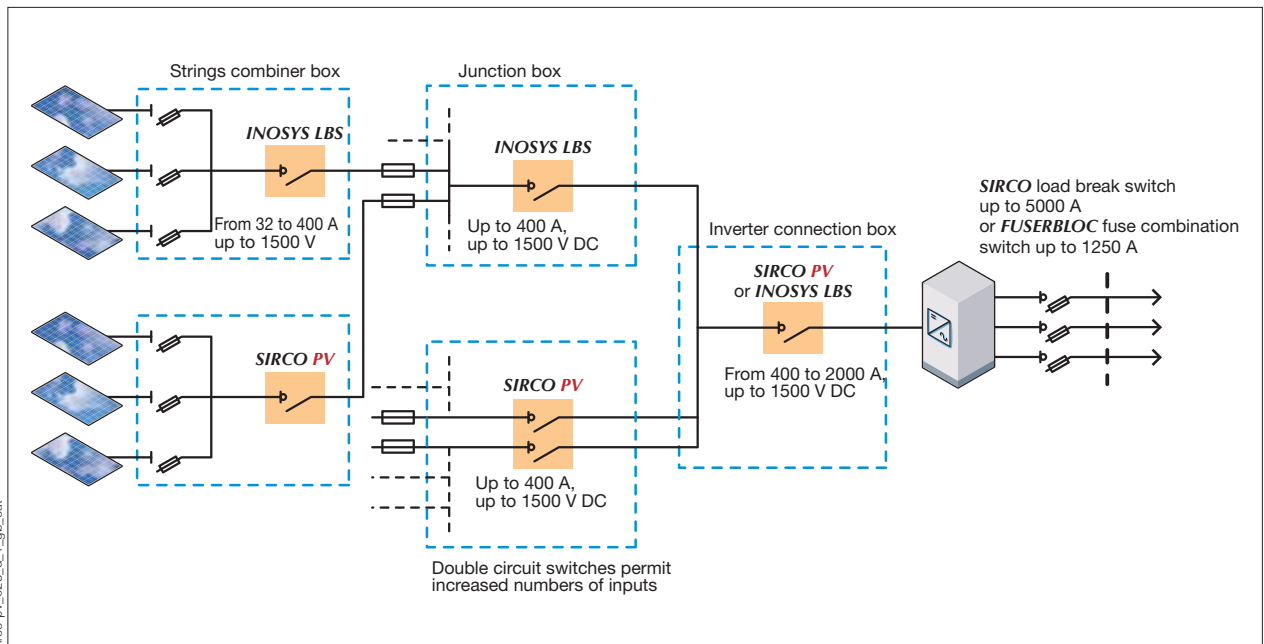 Strings combiner box
INOSYS LBS
From 32 to 400 A
up to 1500 V
SIRCO PV
Junction box
INOSYS LBS
Up to 400 A,
up to 1500 V DC
SIRCO PV
Up to 400 A,
up to 1500 V DC
Double circuit switches permit
increased numbers of inputs
Inverter connection box
SIRCO PV
or INOSYS LBS
From 400 to 2000 A,
up to 1500 V DC
SIRCO load break switch
up to 5000 A
or FUSERBLOC fuse combination
switch up to 1250 A